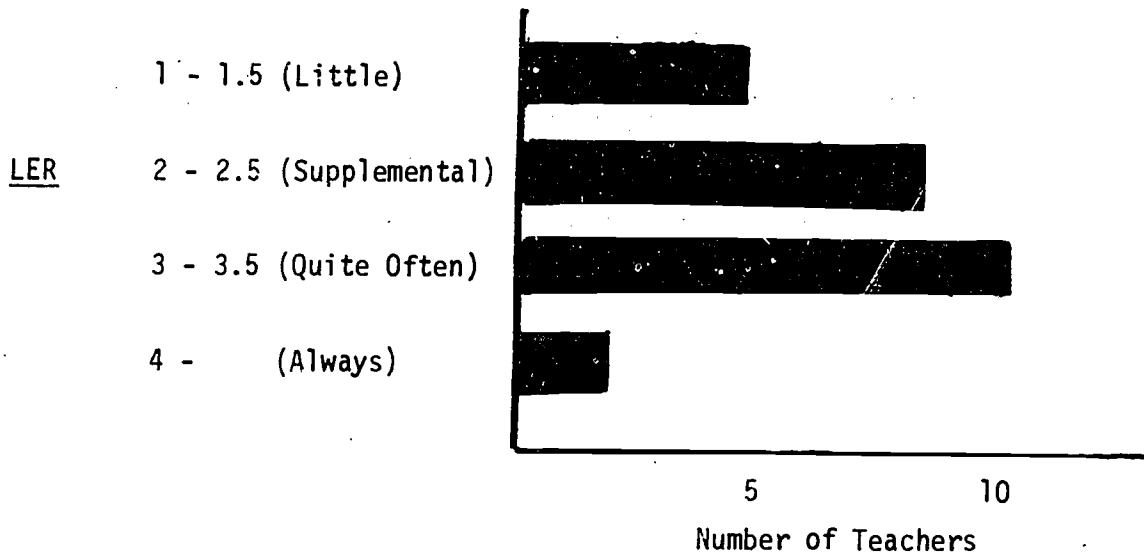 1 - 1.5 (Little)
LER 2 - 2.5 (Supplemental)
3 - 3.5 (Quite Often)
4 - (Always)
5 10
Number of Teachers